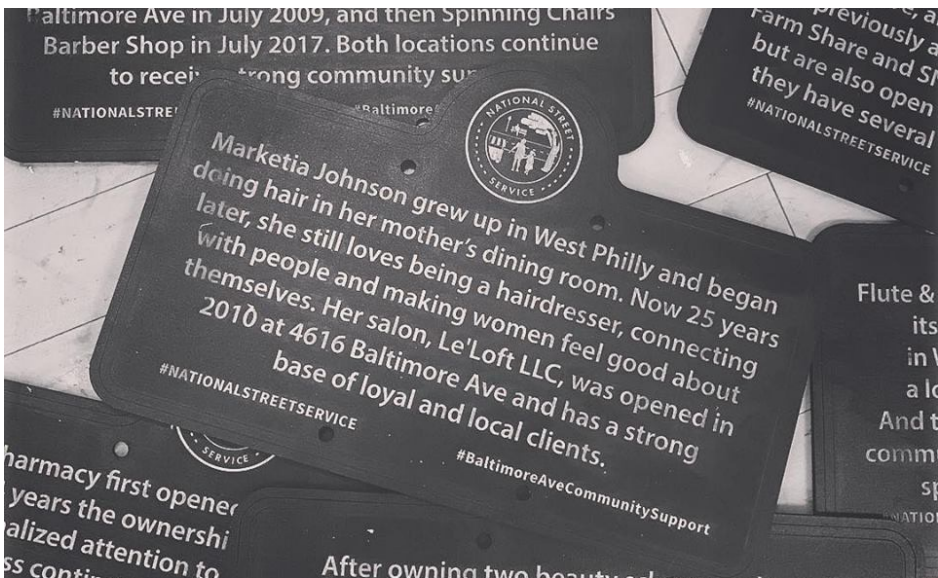 Baltimore Ave in July 2009, and then Spinning Chairs
Barber Shop in July 2017. Both locations continue
to strong community
#NATIONALSTREE
#Baltimore
previously a
Farm Share and
but are also open
they have several
#NATIONALSTREETSERVICE
NATIONAL STREET
SERVICE
Marketia Johnson grew up in West Philly and began
doing hair in her mother's dining room. Now 25 years
later, she still loves being a hairdresser, connecting
with people and making women feel good about
themselves. Her salon, Le'Loft LLC, was opened in
2010 at 4616 Baltimore Ave and has a strong
base of loyal and local clients.
#NATIONALSTREETSERVICE
#BaltimoreAveCommunitySupport
Flute &
its
in
a
And
SERVICE
harmacy first opened
years the ownershi
alized attention to
ss
After owning two beauty